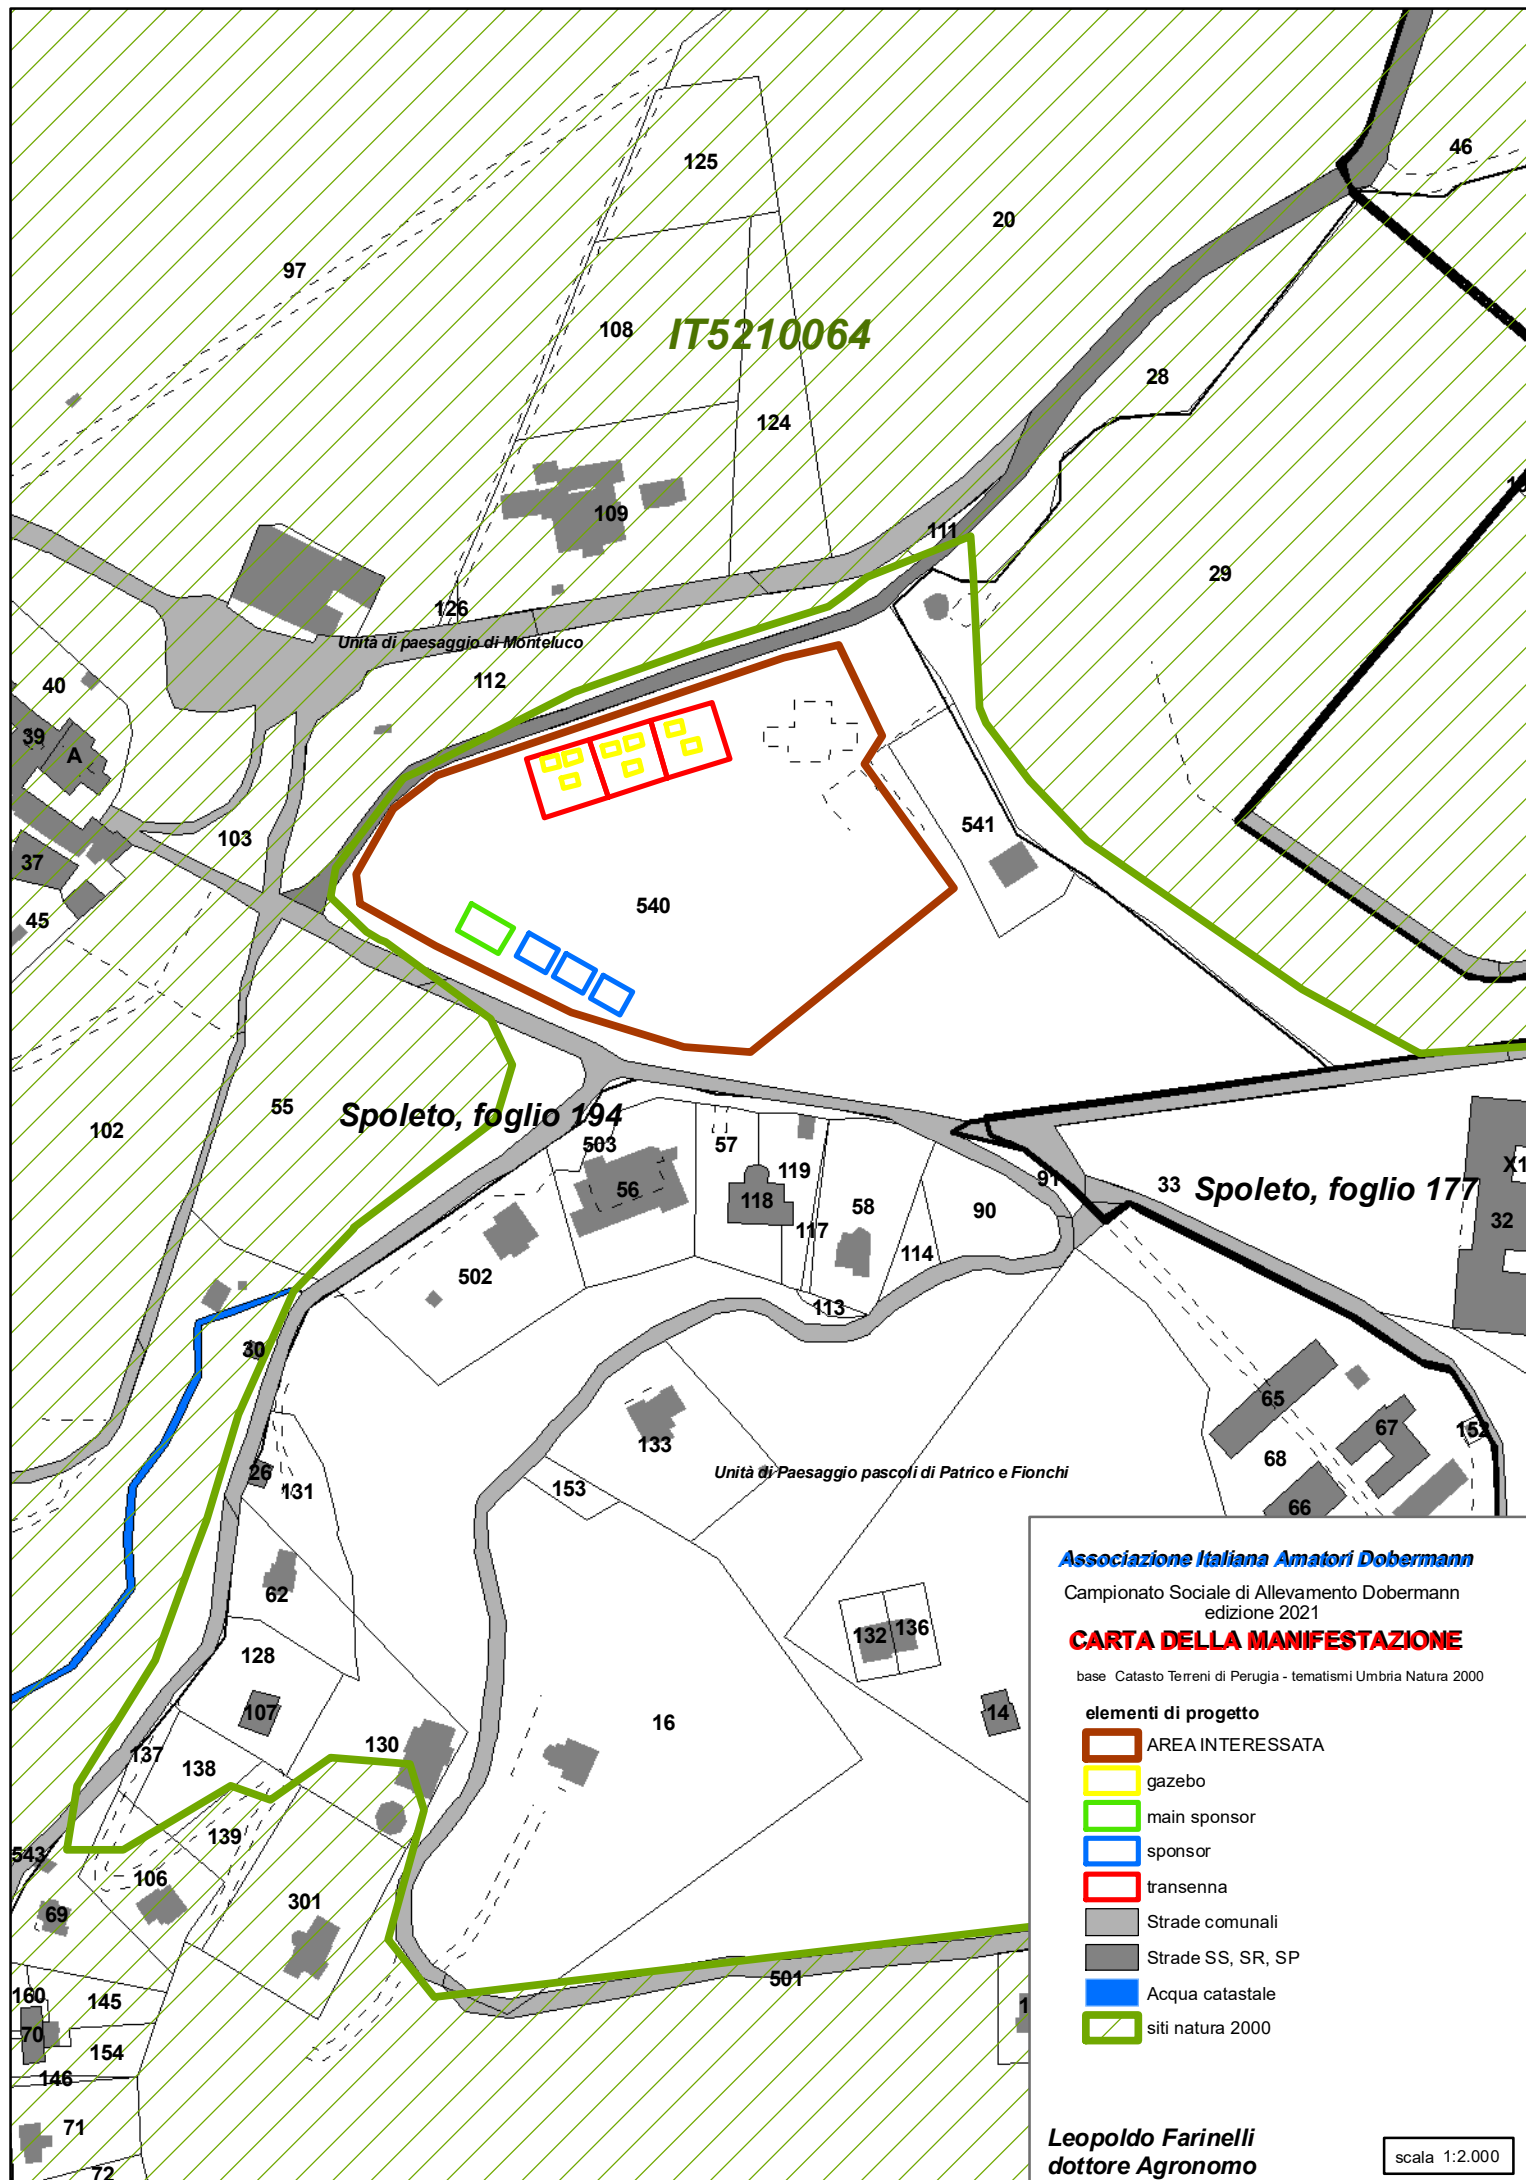 125
46
20
97
108
IT5210064
28
124
109
111
29
126
Unità di paesaggio di Monteluco
112
40
39
A
103
541
37
540
45
55
102
Spoleto, foglio 194
503
57
119
56
118
117
58
90
91
33
Spoleto, foglio 177
X1
32
114
502
113
30
65
67
152
133
68
26
131
153
Unità di Paesaggio pascoli di Patrico e Fionchi
66
62
132
136
128
107
16
14
137
138
130
139
543
106
301
69
501
160
145
70
154
146
71
72
Associazione Italiana Amatori Dobermann
Campionato Sociale di Allevamento Dobermann
edizione 2021
CARTA DELLA MANIFESTAZIONE
base Catasto Terreni di Perugia - tematismi Umbria Natura 2000
elementi di progetto
AREA INTERESSATA
gazebo
main sponsor
sponsor
transenna
Strade comunali
Strade SS, SR, SP
Acqua catastale
siti natura 2000
Leopoldo Farinelli
dottore Agronomo
scala 1:2.000